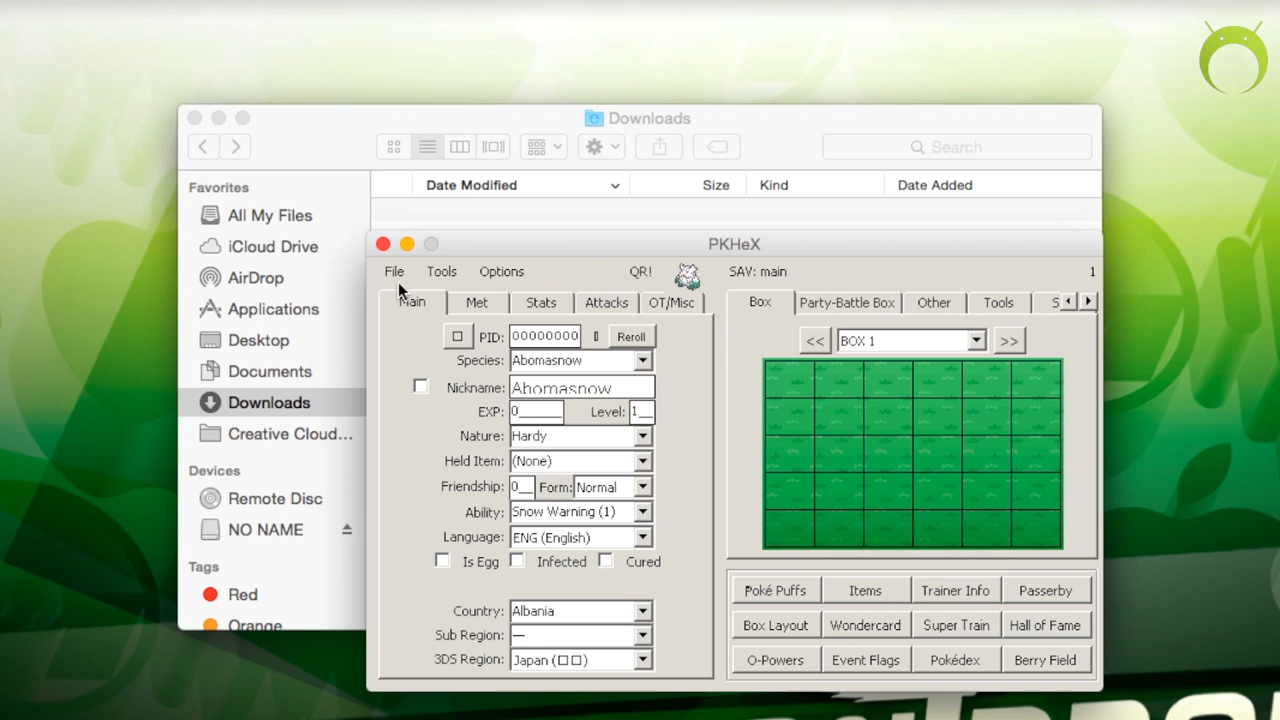 Downloads
Search
Date Modified
Size
Kind
Date Added
Favorites
All My Files
iCloud Drive
AirDrop
Applications
Desktop
Documents
Downloads
Creative Cloud...
Devices
Remote Disc
NO NAME
Tags
Red
Orange
PKHeX
File Tools Options QR! SAV: main 1
Main Met Stats Attacks OT/Misc
PID: 00000000 Reroll
Species: Abomasnow
Nickname: Abomasnow
EXP: 0 Level: 1
Nature: Hardy
Held Item: (None)
Friendship: 0 Form: Normal
Ability: Snow Warning (1)
Language: ENG (English)
Is Egg Infected Cured
Country: Albania
Sub Region: —
3DS Region: Japan (□□)
Box Party-Battle Box Other Tools S
<< BOX 1 >>
Poké Puffs Items Trainer Info Passerby
Box Layout Wondercard Super Train Hall of Fame
O-Powers Event Flags Pokédex Berry Field